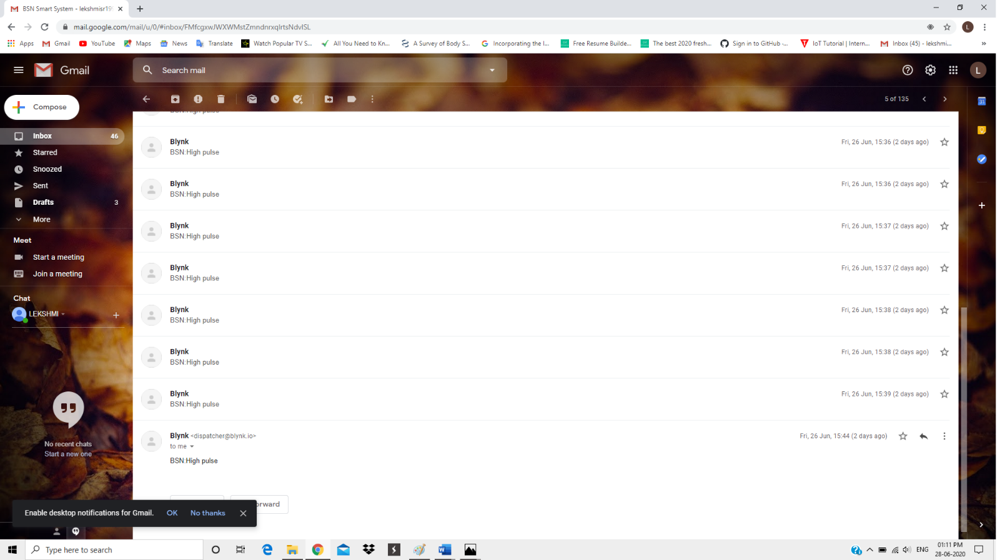 BSN Smart System - lekshmisr199
mail.google.com/mail/u/0/#inbox/FMfcgxwJWXWMstZmndnrxqlrtsNdvlSL
L
Apps Gmail YouTube Maps News Translate Watch Popular TV S... All You Need to Kn... A Survey of Body S... Incorporating the I... Free Resume Builde... The best 2020 fresh... Sign in to GitHub ·... IoT Tutorial | Intern... Inbox (45) - lekshmi... »
Gmail
Search mail
L
Compose
5 of 135
31
BSN:High pulse
Inbox 46
Starred
Snoozed
Sent
Drafts 3
More
Meet
Start a meeting
Join a meeting
Chat
LEKSHMI
No recent chats
Start a new one
Blynk Fri, 26 Jun, 15:36 (2 days ago)
BSN:High pulse
Blynk Fri, 26 Jun, 15:36 (2 days ago)
BSN:High pulse
Blynk Fri, 26 Jun, 15:37 (2 days ago)
BSN:High pulse
Blynk Fri, 26 Jun, 15:37 (2 days ago)
BSN:High pulse
Blynk Fri, 26 Jun, 15:38 (2 days ago)
BSN:High pulse
Blynk Fri, 26 Jun, 15:38 (2 days ago)
BSN:High pulse
Blynk Fri, 26 Jun, 15:39 (2 days ago)
BSN:High pulse
Blynk <dispatcher@blynk.io> Fri, 26 Jun, 15:44 (2 days ago)
to me
BSN:High pulse
orward
Enable desktop notifications for Gmail. OK No thanks
Type here to search
ENG
01:11 PM
28-06-2020